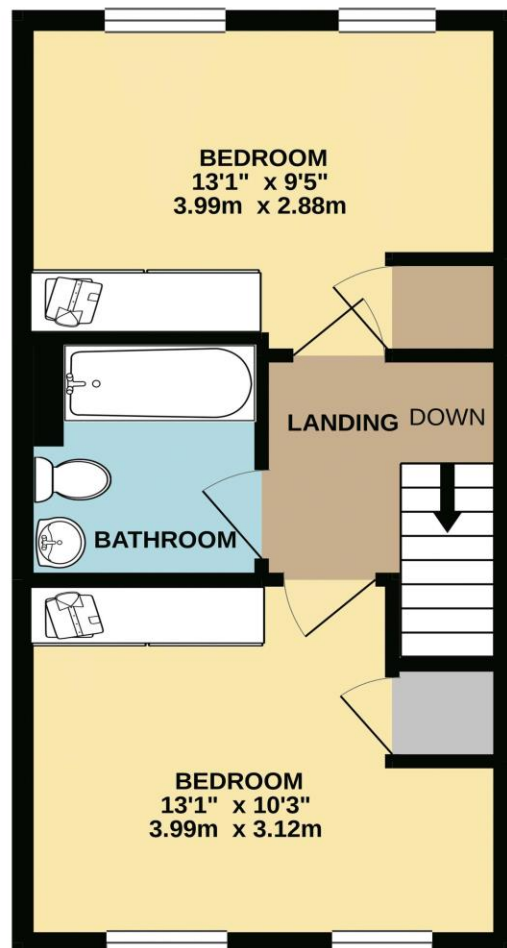 BEDROOM
13'1" x 9'5"
3.99m x 2.88m
LANDING DOWN
BATHROOM
BEDROOM
13'1" x 10'3"
3.99m x 3.12m